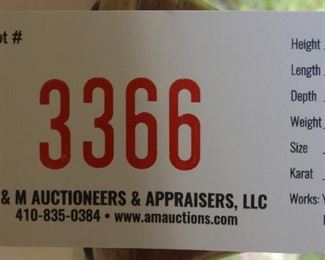 ot #
3366
& M AUCTIONEERS & APPRAISERS, LLC
410-835-0384 • www.amauctions.com
Height
Length
Depth
Weight
Size
Karat
Works: Y